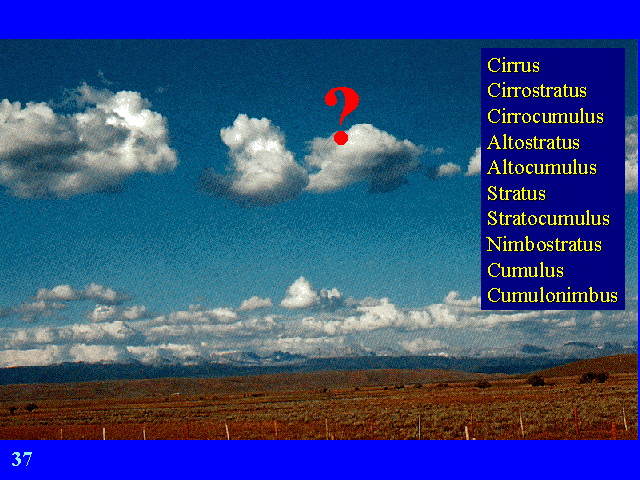 ?
Cirrus
Cirrostratus
Cirrocumulus
Altostratus
Altocumulus
Stratus
Stratocumulus
Nimbostratus
Cumulus
Cumulonimbus
37